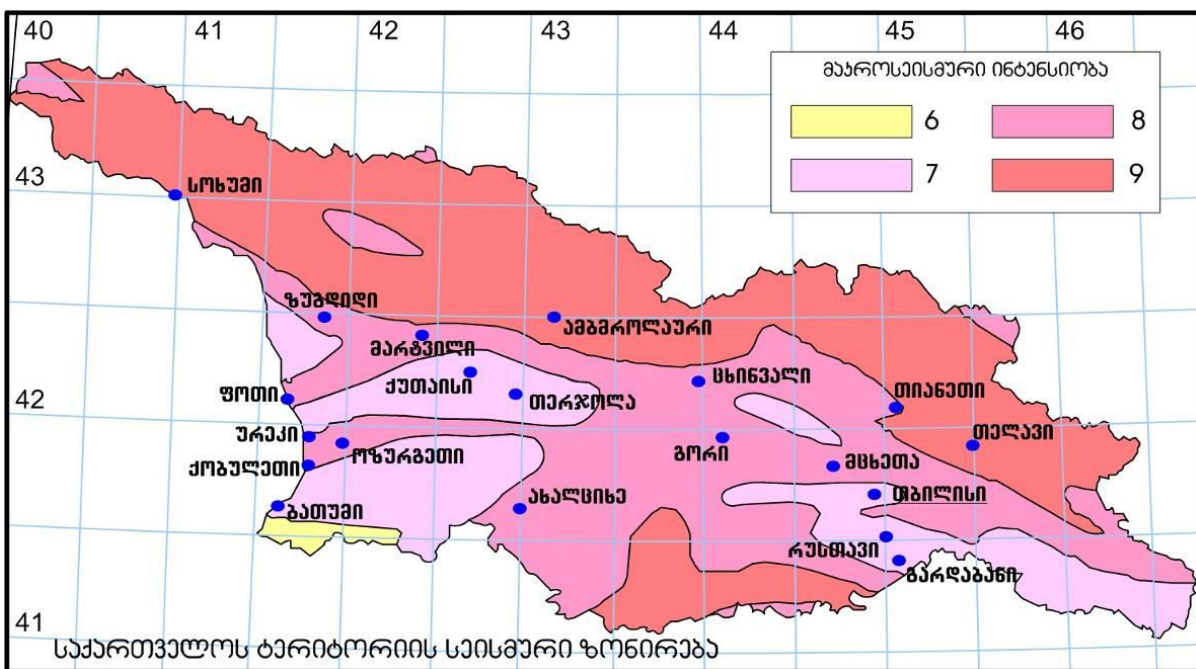 40 41 42 43 44 45 46
მაკროსეისმური ინტენსიობა
6 8
7 9
43
სოხუმი
ზუგდიდი
ამბმროლაური
მარტვილი
ცხინვალი
ქუთაისი
თიანეთი
ფოთი
თერჯოლა
42
ურეკი
თელავი
ოზურგეთი
გორი
მცხეთა
ქობულეთი
ახალციხე
თბილისი
ბათუმი
რუსთავი
გარდაბანი
41
საქართველოს ტერიტორიის სეისმური ზონირება